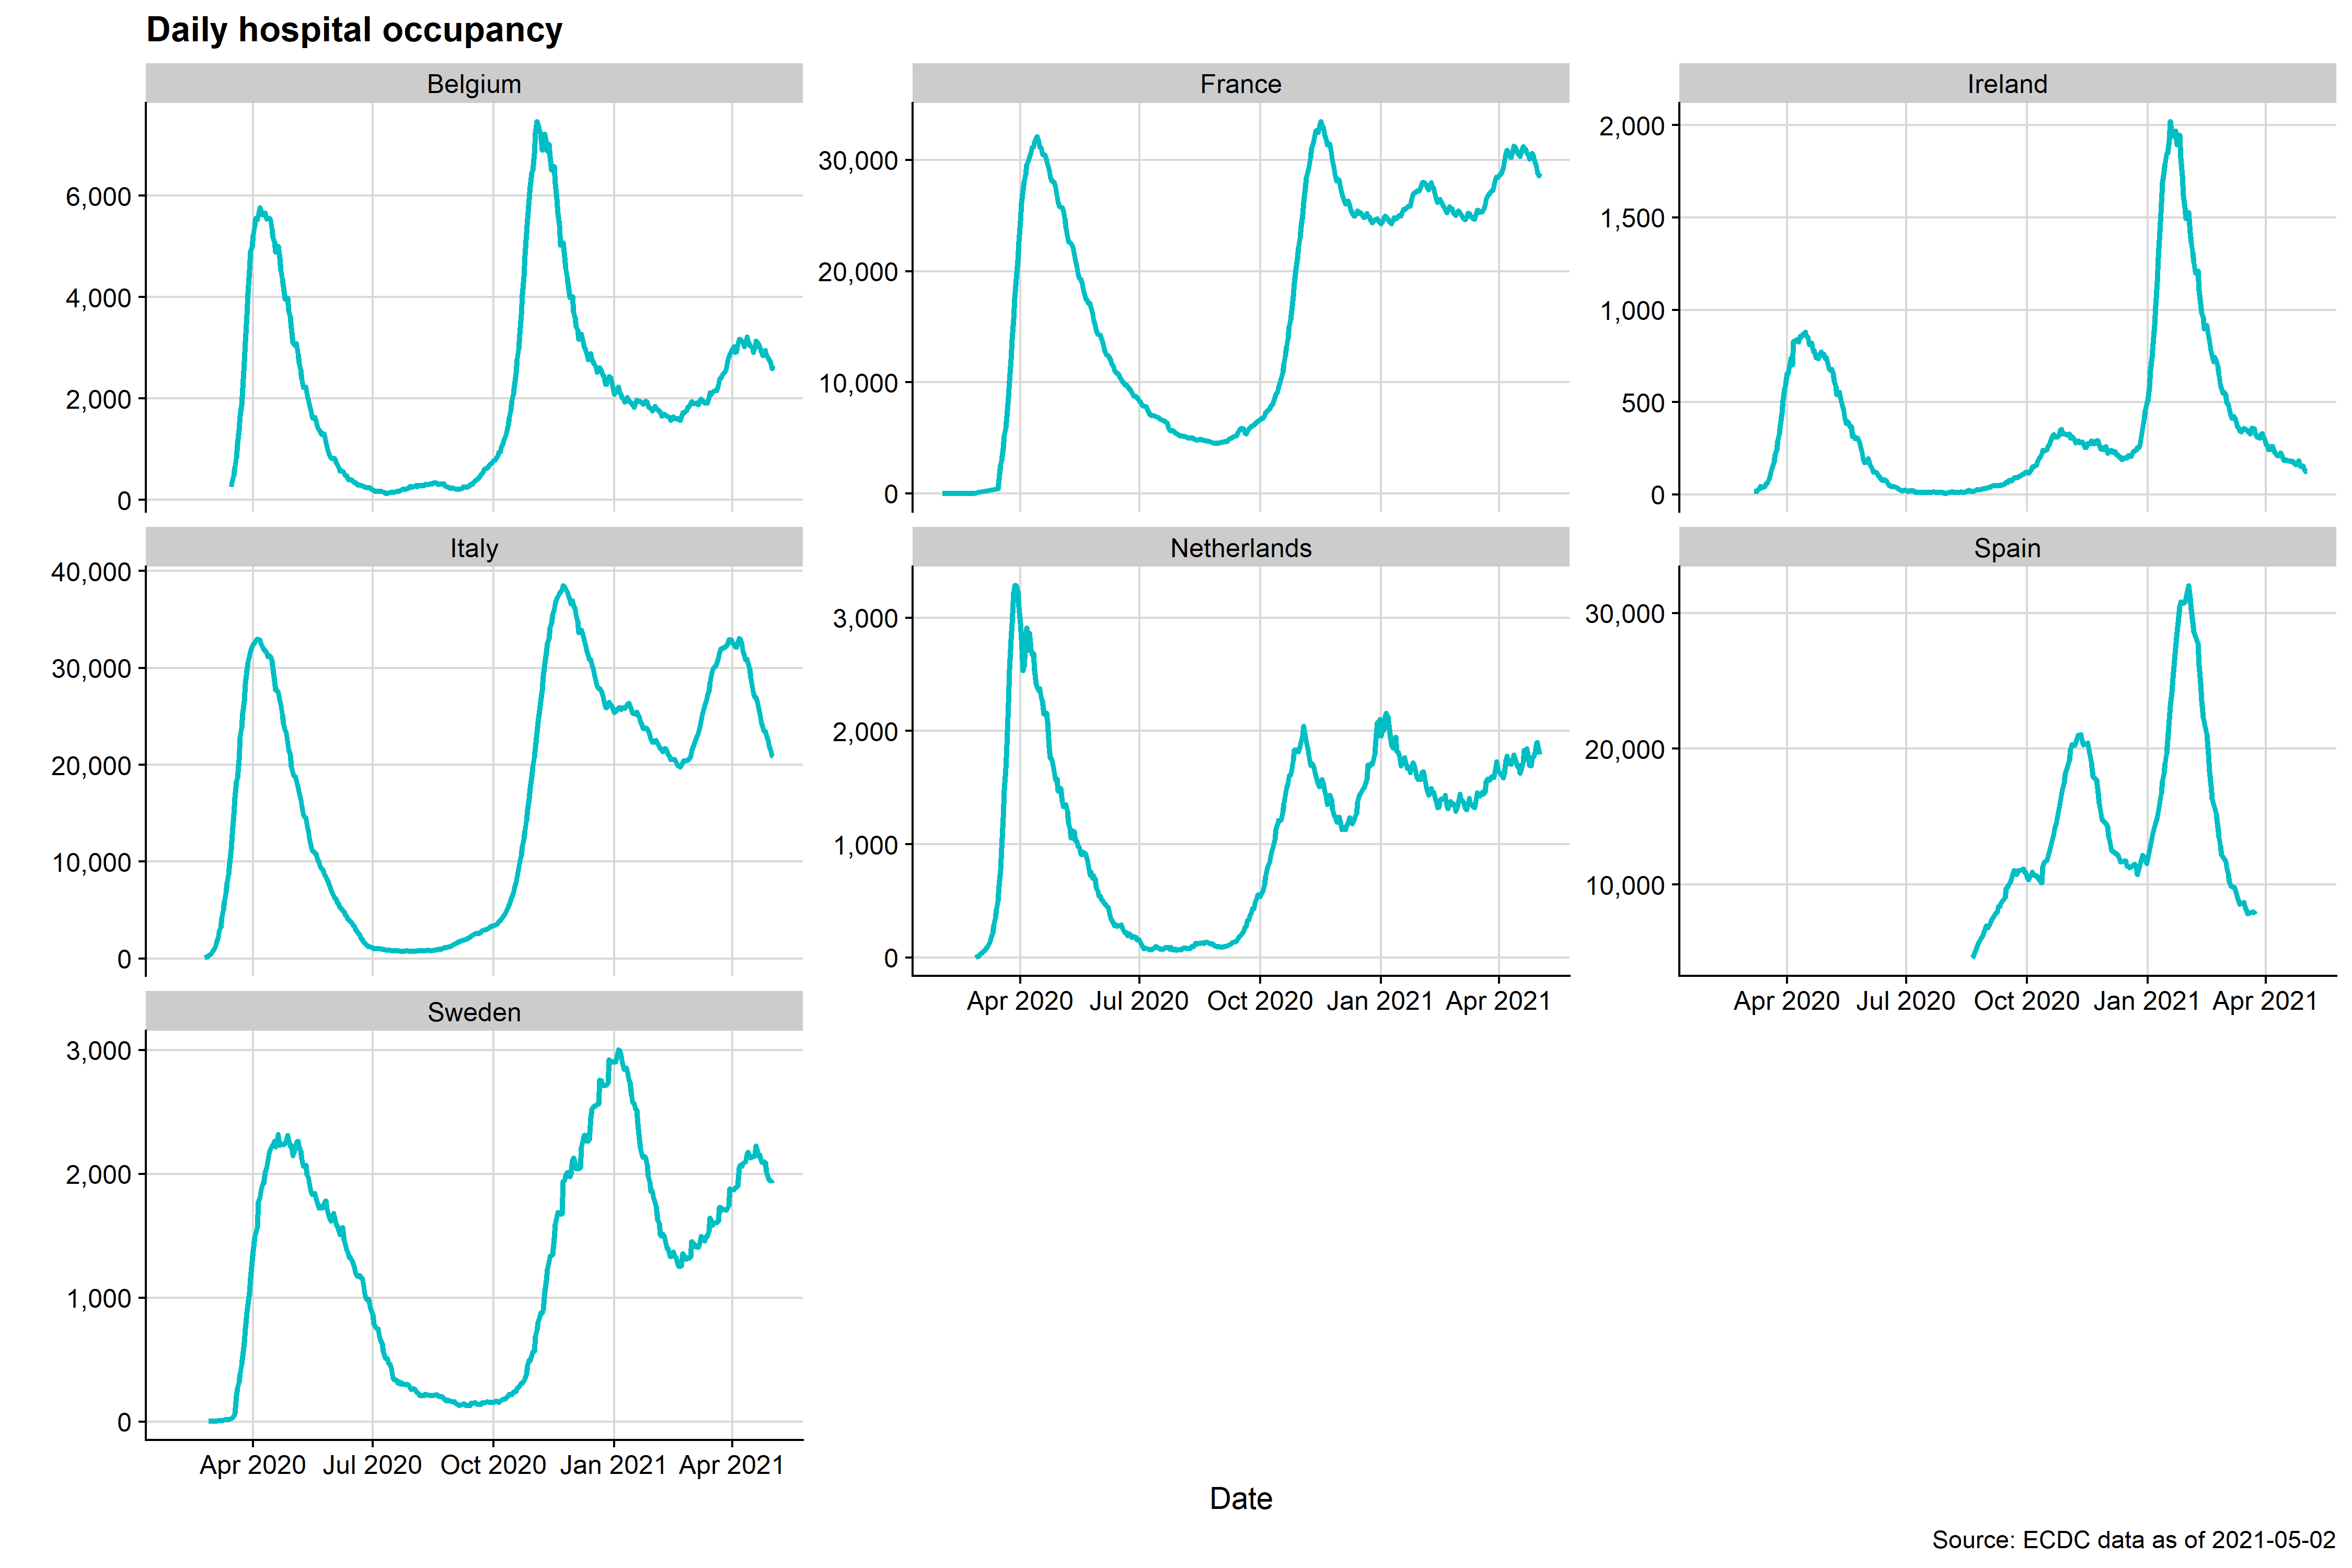 Daily hospital occupancy
Belgium
France
Ireland
6,000
4,000
2,000
0
30,000
20,000
10,000
0
2,000
1,500
1,000
500
0
Italy
Netherlands
Spain
40,000
30,000
20,000
10,000
0
3,000
2,000
1,000
0
30,000
20,000
10,000
Apr 2020 Jul 2020 Oct 2020 Jan 2021 Apr 2021
Apr 2020 Jul 2020 Oct 2020 Jan 2021 Apr 2021
Sweden
3,000
2,000
1,000
0
Apr 2020 Jul 2020 Oct 2020 Jan 2021 Apr 2021
Date
Source: ECDC data as of 2021-05-02